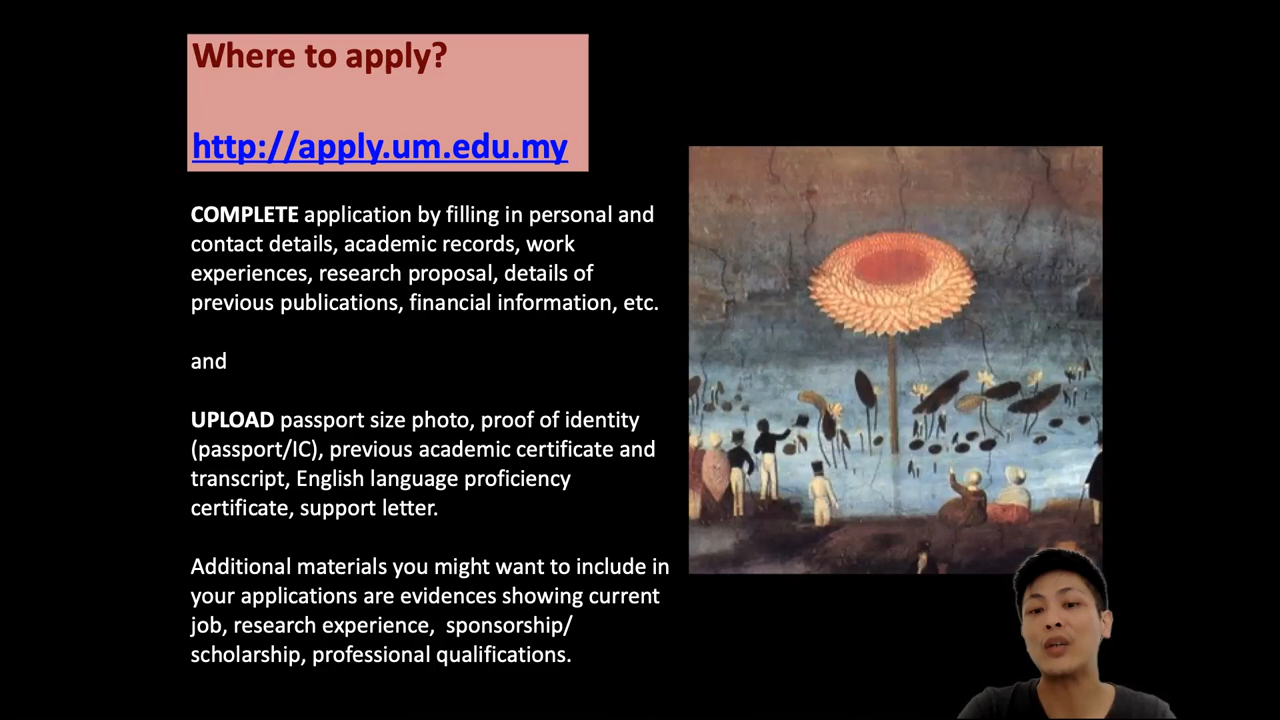 Where to apply?
http://apply.um.edu.my
COMPLETE application by filling in personal and
contact details, academic records, work
experiences, research proposal, details of
previous publications, financial information, etc.
and
UPLOAD passport size photo, proof of identity
(passport/IC), previous academic certificate and
transcript, English language proficiency
certificate, support letter.
Additional materials you might want to include in
your applications are evidences showing current
job, research experience,  sponsorship/
scholarship, professional qualifications.